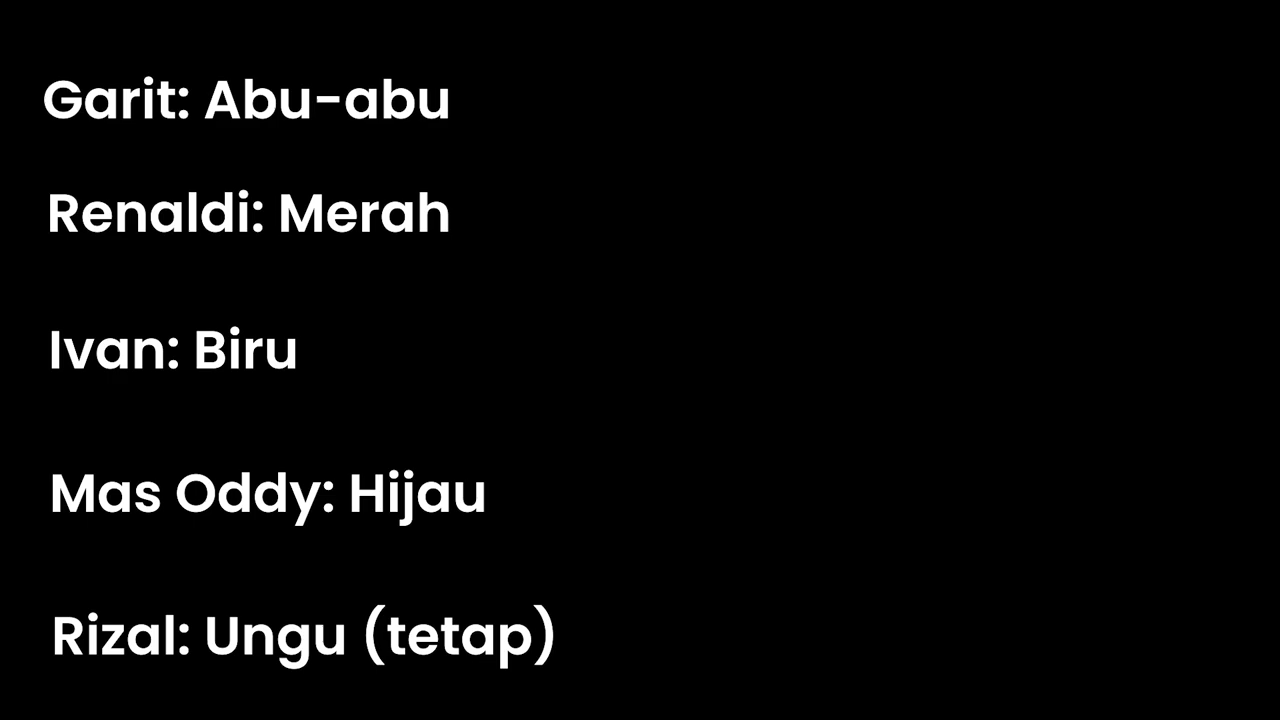 Garit: Abu-abu
Renaldi: Merah
Ivan: Biru
Mas Oddy: Hijau
Rizal: Ungu (tetap)